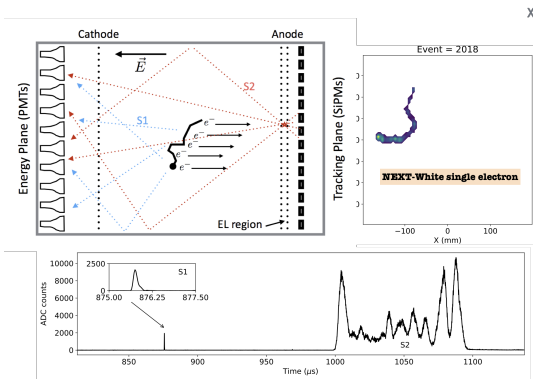 X
Cathode
Anode
Energy Plane (PMTs)
E
S2
S1
e−
e−
e−
e−
EL region
Tracking Plane (SiPMs)
Event = 2018
NEXT-White single electron
−100
0
100
X (mm)
ADC counts
10000
8000
6000
4000
2000
0
2500
0
S1
875.00
876.25
877.50
S2
850
900
950
1000
1050
1100
Time (μs)